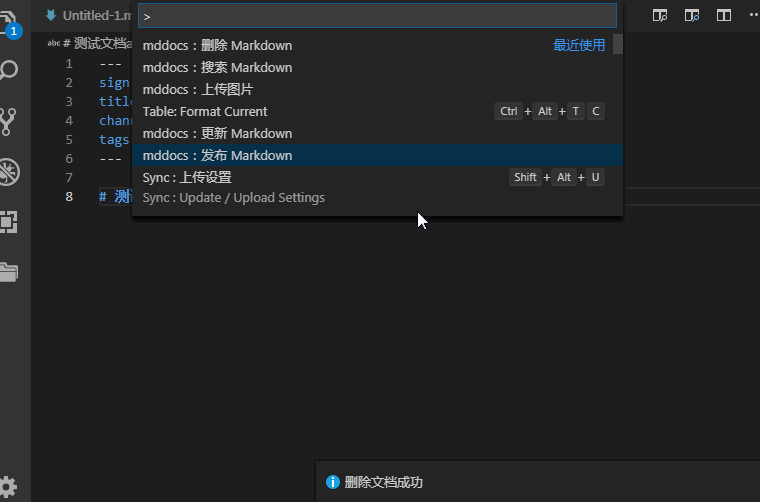 1
Untitled-1.m
>
mddocs：删除 Markdown 最近使用
mddocs：搜索 Markdown
mddocs：上传图片
Table: Format Current Ctrl + Alt + T C
mddocs：更新 Markdown
mddocs：发布 Markdown
Sync : 上传设置 Shift + Alt + U
Sync : Update / Upload Settings
abc # 测试文档a
1 ---
2 sign
3 title
4 chann
5 tags
6 ---
7
8 # 测
删除文档成功